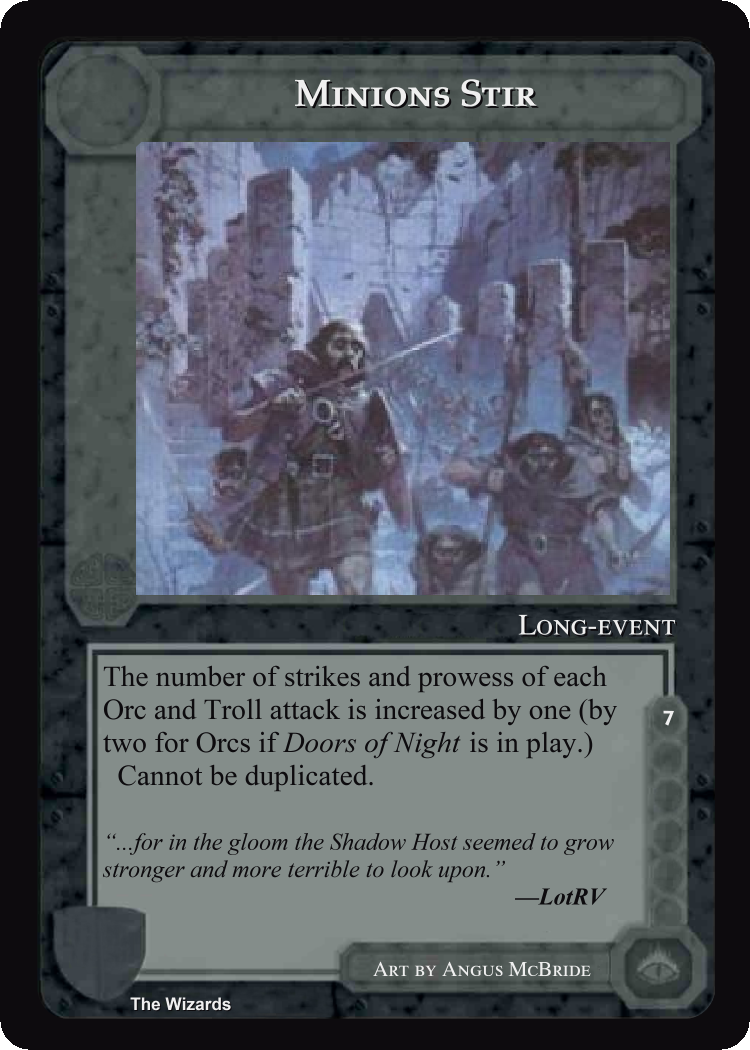 Minions Stir
Long-event
The number of strikes and prowess of each
Orc and Troll attack is increased by one (by
two for Orcs if Doors of Night is in play.)
Cannot be duplicated.
7
“...for in the gloom the Shadow Host seemed to grow
stronger and more terrible to look upon.”
—LotRV
Art by Angus McBride
The Wizards